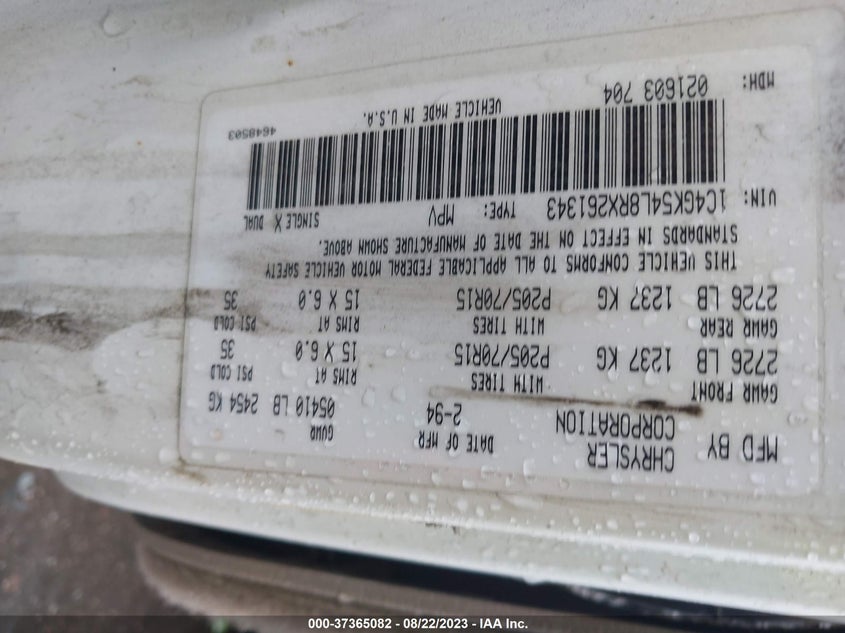 MFD BY CHRYSLER CORPORATION DATE OF MFR 2-94 GVWR 05410 LB 2454 KG
GAWR FRONT WITH TIRES RIMS AT PSI COLD
2726 LB 1237 KG P205/70R15 15 X 6.0 35
GAWR REAR WITH TIRES RIMS AT PSI COLD
2726 LB 1237 KG P205/70R15 15 X 6.0 35
THIS VEHICLE CONFORMS TO ALL APPLICABLE FEDERAL MOTOR VEHICLE SAFETY
STANDARDS IN EFFECT ON THE DATE OF MANUFACTURE SHOWN ABOVE.
VIN: 1C4GK54L8RX261343 TYPE: MPV SINGLE X DUAL
MDH: 021603 704 VEHICLE MADE IN U.S.A. 4648503
000-37365082 - 08/22/2023 - IAA Inc.